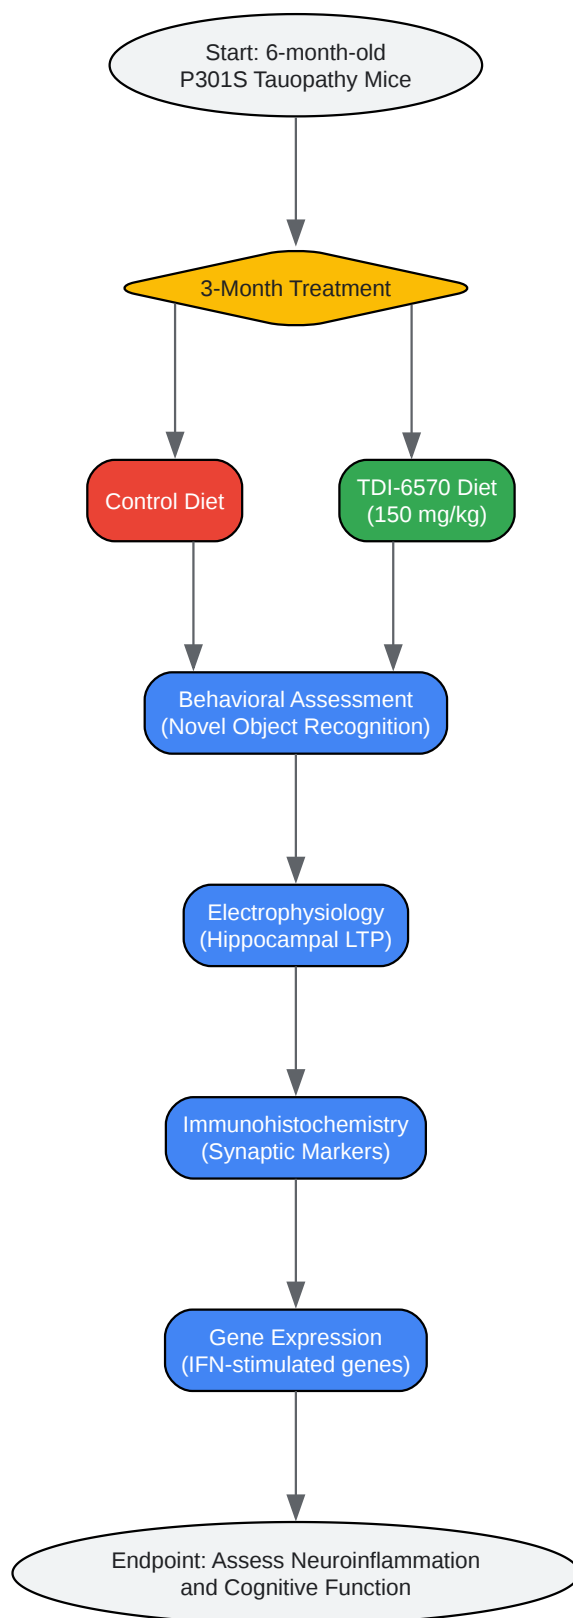 Start: 6-month-old
P301S Tauopathy Mice
3-Month Treatment
Control Diet
TDI-6570 Diet
(150 mg/kg)
Behavioral Assessment
(Novel Object Recognition)
Electrophysiology
(Hippocampal LTP)
Immunohistochemistry
(Synaptic Markers)
Gene Expression
(IFN-stimulated genes)
Endpoint: Assess Neuroinflammation
and Cognitive Function